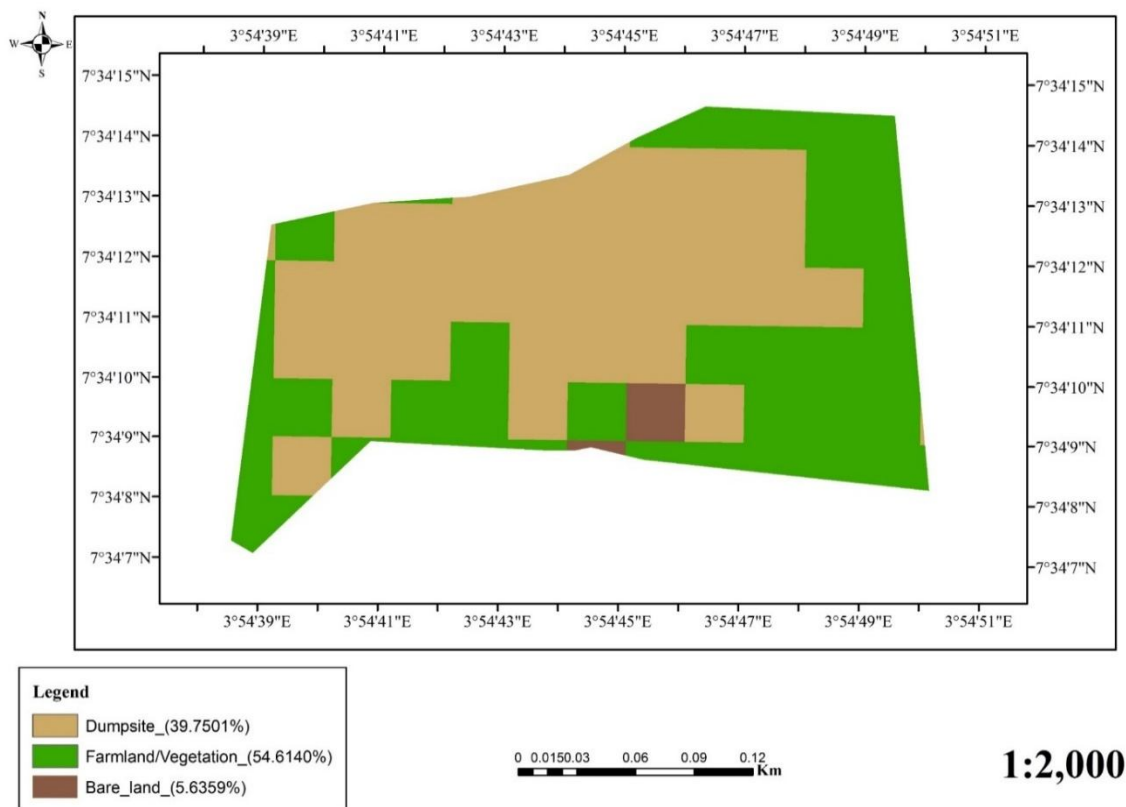 N
W E
S
3°54'39"E 3°54'41"E 3°54'43"E 3°54'45"E 3°54'47"E 3°54'49"E 3°54'51"E
7°34'15"N 7°34'15"N
7°34'14"N 7°34'14"N
7°34'13"N 7°34'13"N
7°34'12"N 7°34'12"N
7°34'11"N 7°34'11"N
7°34'10"N 7°34'10"N
7°34'9"N 7°34'9"N
7°34'8"N 7°34'8"N
7°34'7"N 7°34'7"N
3°54'39"E 3°54'41"E 3°54'43"E 3°54'45"E 3°54'47"E 3°54'49"E 3°54'51"E
Legend
Dumpsite_(39.7501%)
Farmland/Vegetation_(54.6140%)
Bare_land_(5.6359%)
0 0.0150.03 0.06 0.09 0.12
Km
1:2,000